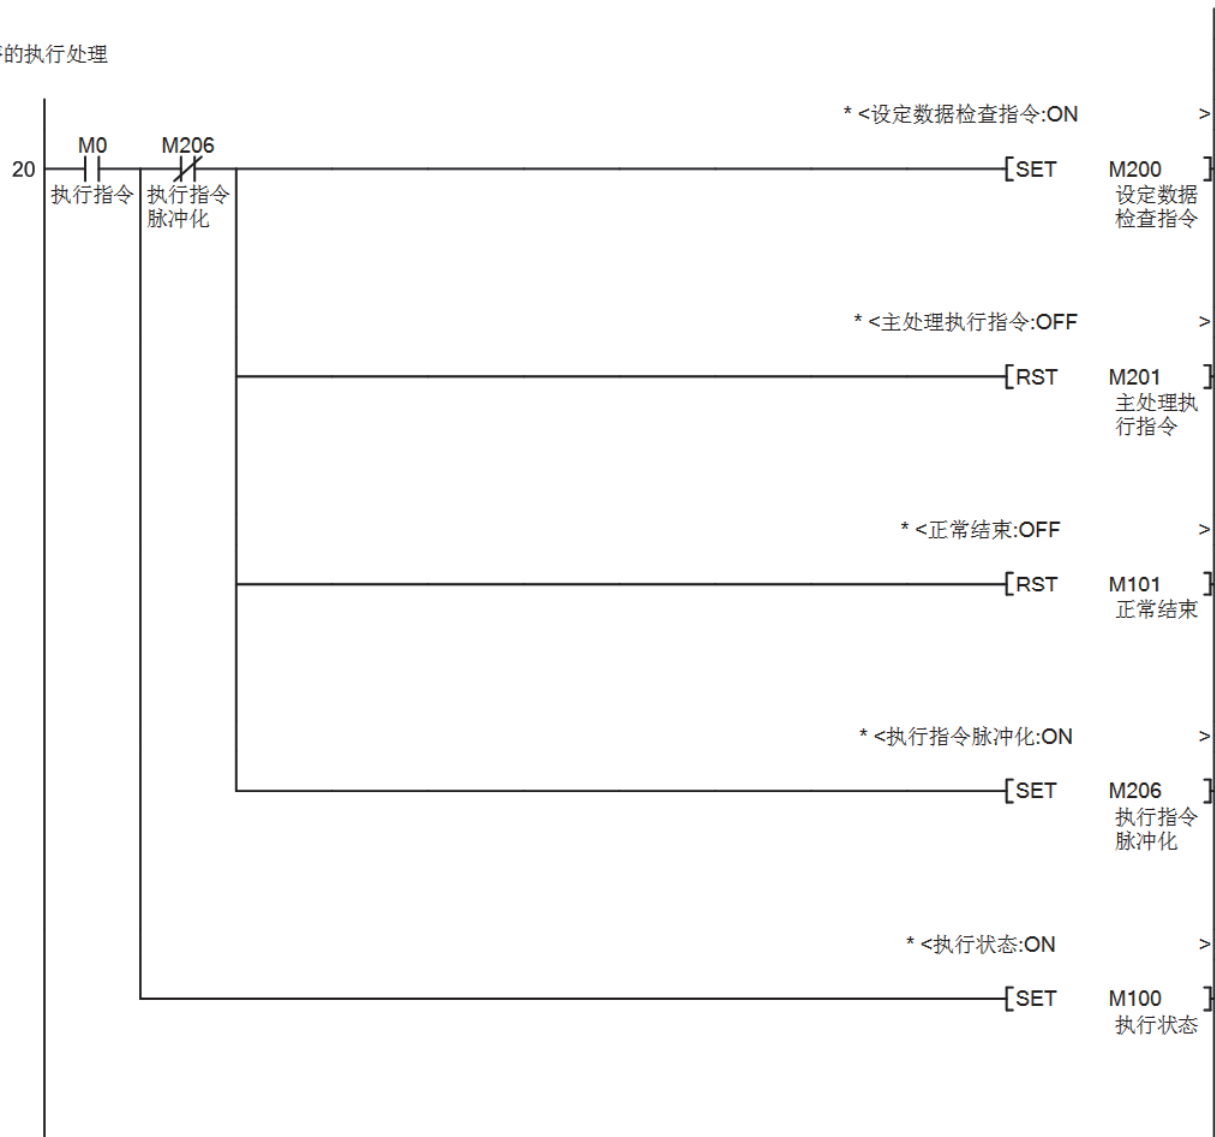 的执行处理
* <设定数据检查指令:ON >
M0 M206
20 [SET M200 ]
执行指令 执行指令 设定数据
脉冲化 检查指令
* <主处理执行指令:OFF >
[RST M201 ]
主处理执
行指令
* <正常结束:OFF >
[RST M101 ]
正常结束
* <执行指令脉冲化:ON >
[SET M206 ]
执行指令
脉冲化
* <执行状态:ON >
[SET M100 ]
执行状态